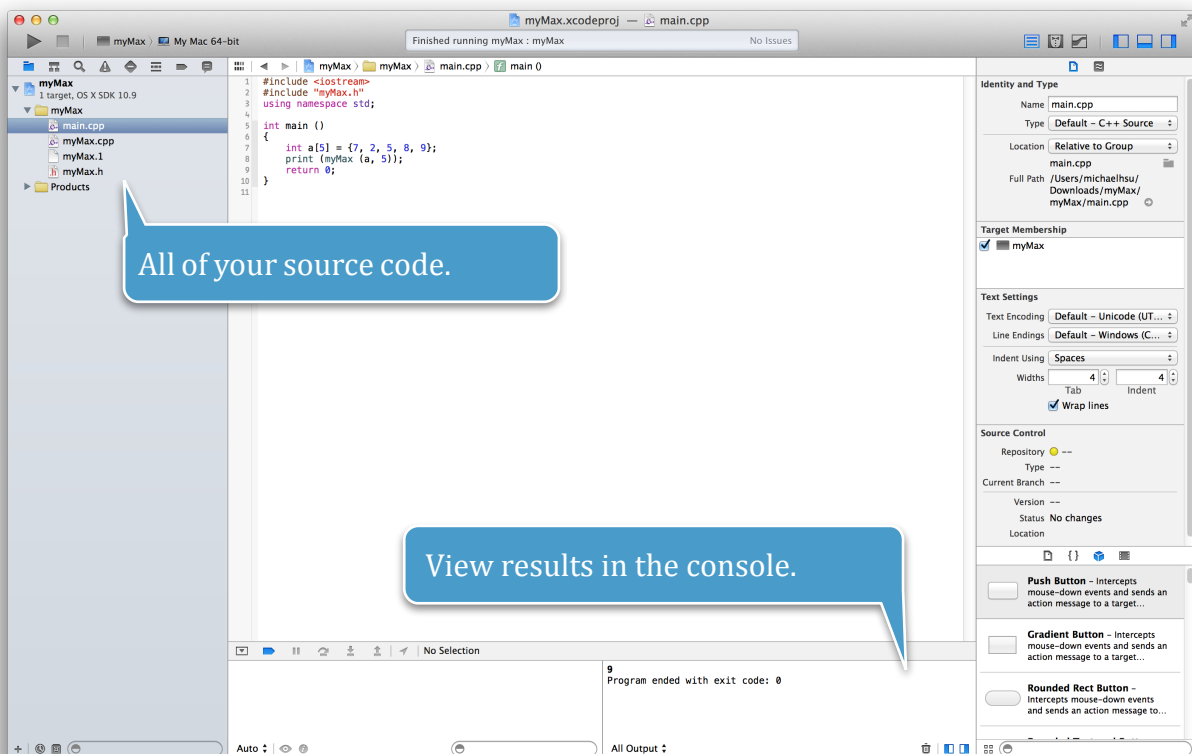 myMax.xcodeproj — main.cpp
myMax 〉 My Mac 64-bit
Finished running myMax : myMax
No Issues
myMax
1 target, OS X SDK 10.9
myMax
main.cpp
myMax.cpp
myMax.1
myMax.h
Products
myMax 〉 myMax 〉 main.cpp 〉 main ()
1 #include <iostream>
2 #include "myMax.h"
3 using namespace std;
4
5 int main ()
6 {
7     int a[5] = {7, 2, 5, 8, 9};
8     print (myMax (a, 5));
9     return 0;
10 }
11
All of your source code.
View results in the console.
No Selection
9
Program ended with exit code: 0
Auto
All Output
Identity and Type
Name main.cpp
Type Default - C++ Source
Location Relative to Group
main.cpp
Full Path /Users/michaelhsu/
Downloads/myMax/
myMax/main.cpp
Target Membership
myMax
Text Settings
Text Encoding Default - Unicode (UT...
Line Endings Default - Windows (C...
Indent Using Spaces
Widths 4 4
Tab Indent
Wrap lines
Source Control
Repository --
Type --
Current Branch --
Version --
Status No changes
Location
{}
Push Button - Intercepts
mouse-down events and sends an
action message to a target...
Gradient Button - Intercepts
mouse-down events and sends an
action message to a target...
Rounded Rect Button -
Intercepts mouse-down events
and sends an action message to...